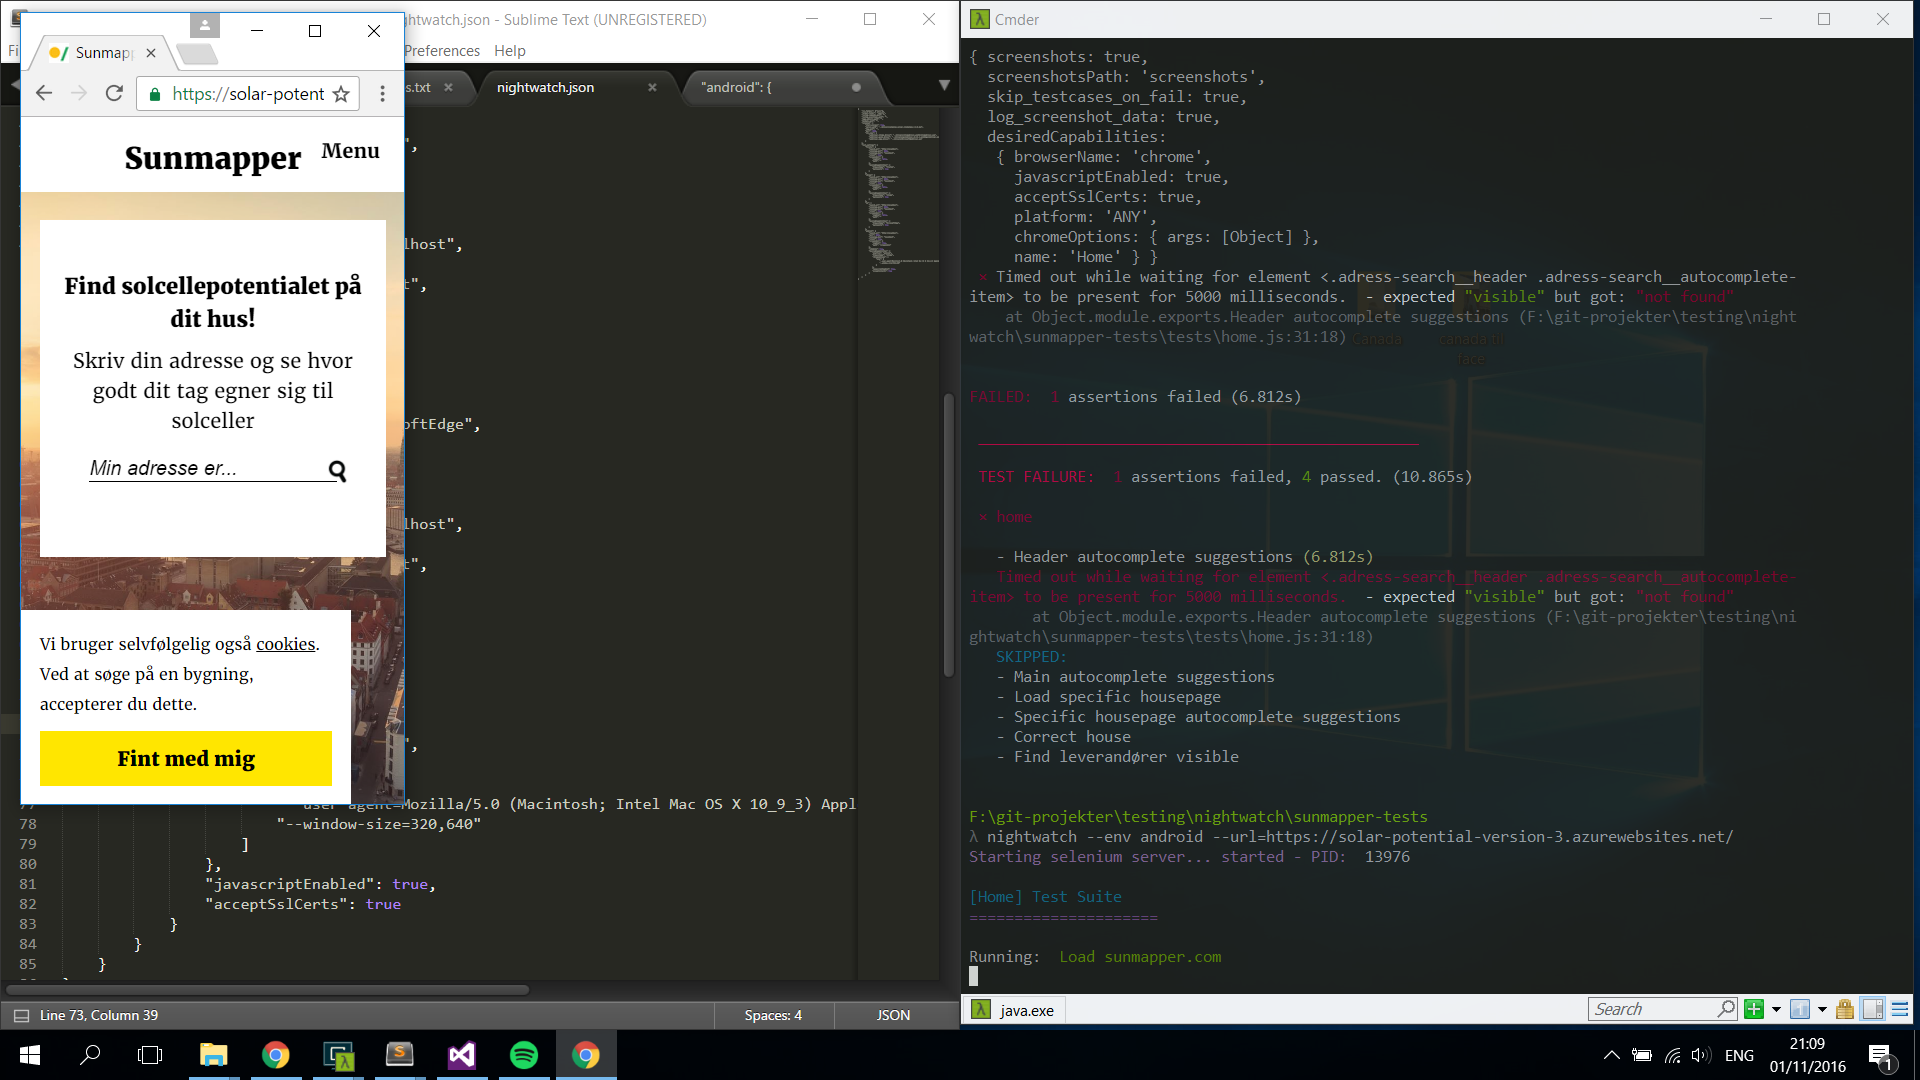 ghtwatch.json - Sublime Text (UNREGISTERED)
Fi
Preferences Help
s.txt
nightwatch.json
"android": {
Sunmapp
https://solar-potent
Sunmapper
Menu
Find solcellepotentialet på
dit hus!
Skriv din adresse og se hvor
godt dit tag egner sig til
solceller
Min adresse er...
Vi bruger selvfølgelig også cookies.
Ved at søge på en bygning,
accepterer du dette.
Fint med mig
",
lhost",
t",
oftEdge",
lhost",
t",
",
user-agent=Mozilla/5.0 (Macintosh; Intel Mac OS X 10_9_3) Appl
78 "--window-size=320,640"
79 ]
80 },
81 "javascriptEnabled": true,
82 "acceptSslCerts": true
83 }
84 }
85 }
Line 73, Column 39
Spaces: 4
JSON
Cmder
{ screenshots: true,
screenshotsPath: 'screenshots',
skip_testcases_on_fail: true,
log_screenshot_data: true,
desiredCapabilities:
{ browserName: 'chrome',
javascriptEnabled: true,
acceptSslCerts: true,
platform: 'ANY',
chromeOptions: { args: [Object] },
name: 'Home' } }
× Timed out while waiting for element <.adress-search__header .adress-search__autocomplete-
item> to be present for 5000 milliseconds.  - expected "visible" but got: "not found"
at Object.module.exports.Header autocomplete suggestions (F:\git-projekter\testing\night
watch\sunmapper-tests\tests\home.js:31:18)
Canada
canada til
face
FAILED:  1 assertions failed (6.812s)
TEST FAILURE:  1 assertions failed, 4 passed. (10.865s)
× home
- Header autocomplete suggestions (6.812s)
Timed out while waiting for element <.adress-search__header .adress-search__autocomplete-
item> to be present for 5000 milliseconds.  - expected "visible" but got: "not found"
at Object.module.exports.Header autocomplete suggestions (F:\git-projekter\testing\ni
ghtwatch\sunmapper-tests\tests\home.js:31:18)
SKIPPED:
- Main autocomplete suggestions
- Load specific housepage
- Specific housepage autocomplete suggestions
- Correct house
- Find leverandører visible
F:\git-projekter\testing\nightwatch\sunmapper-tests
λ nightwatch --env android --url=https://solar-potential-version-3.azurewebsites.net/
Starting selenium server... started - PID:  13976
[Home] Test Suite
=====================
Running:  Load sunmapper.com
λ java.exe
Search
ENG
21:09
01/11/2016
1